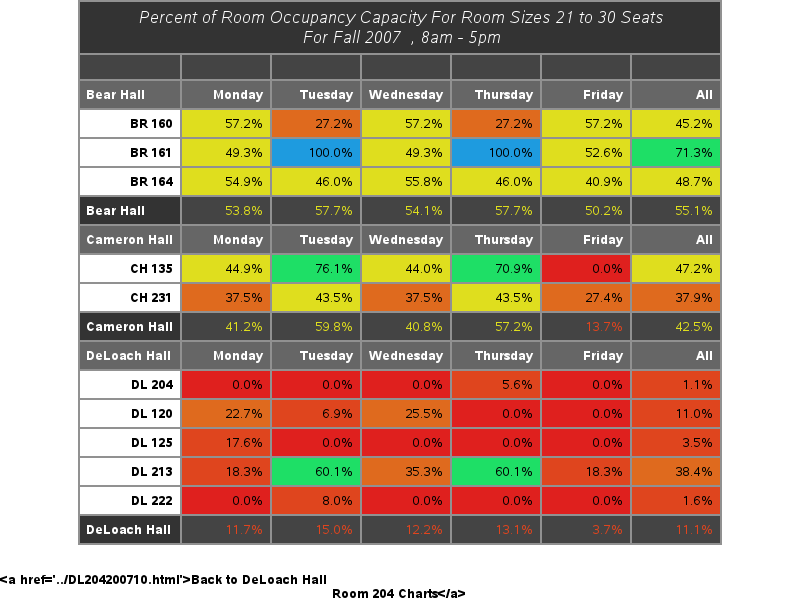 Percent of Room Occupancy Capacity For Room Sizes 21 to 30 Seats
For Fall 2007 , 8am - 5pm
Bear Hall Monday Tuesday Wednesday Thursday Friday All
BR 160 57.2% 27.2% 57.2% 27.2% 57.2% 45.2%
BR 161 49.3% 100.0% 49.3% 100.0% 52.6% 71.3%
BR 164 54.9% 46.0% 55.8% 46.0% 40.9% 48.7%
Bear Hall 53.8% 57.7% 54.1% 57.7% 50.2% 55.1%
Cameron Hall Monday Tuesday Wednesday Thursday Friday All
CH 135 44.9% 76.1% 44.0% 70.9% 0.0% 47.2%
CH 231 37.5% 43.5% 37.5% 43.5% 27.4% 37.9%
Cameron Hall 41.2% 59.8% 40.8% 57.2% 13.7% 42.5%
DeLoach Hall Monday Tuesday Wednesday Thursday Friday All
DL 204 0.0% 0.0% 0.0% 5.6% 0.0% 1.1%
DL 120 22.7% 6.9% 25.5% 0.0% 0.0% 11.0%
DL 125 17.6% 0.0% 0.0% 0.0% 0.0% 3.5%
DL 213 18.3% 60.1% 35.3% 60.1% 18.3% 38.4%
DL 222 0.0% 8.0% 0.0% 0.0% 0.0% 1.6%
DeLoach Hall 11.7% 15.0% 12.2% 13.1% 3.7% 11.1%
<a href='../DL204200710.html'>Back to DeLoach Hall
Room 204 Charts</a>